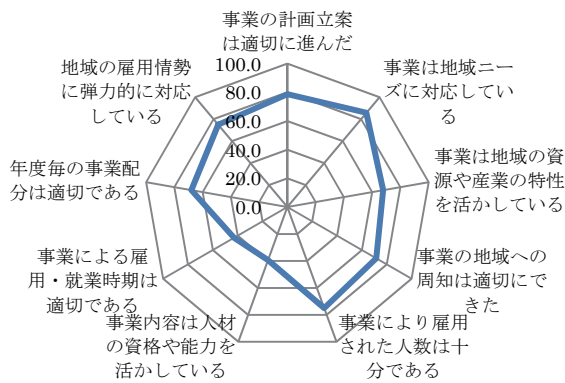 事業の計画立案
は適切に進んだ
事業は地域ニー
ズに対応してい
る
事業は地域の資
源や産業の特性
を活かしている
事業の地域への
周知は適切にで
きた
事業により雇用
された人数は十
分である
事業内容は人材
の資格や能力を
活かしている
事業による雇
用・就業時期は
適切である
年度毎の事業配
分は適切である
地域の雇用情勢
に弾力的に対応
している
100.0
80.0
60.0
40.0
20.0
0.0